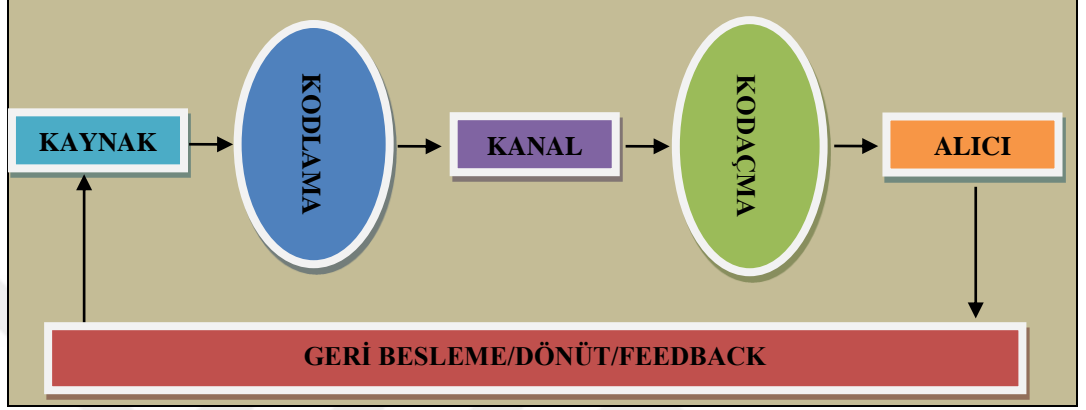 KAYNAK
KODLAMA
KANAL
KODAÇMA
ALICI
GERİ BESLEME/DÖNÜT/FEEDBACK